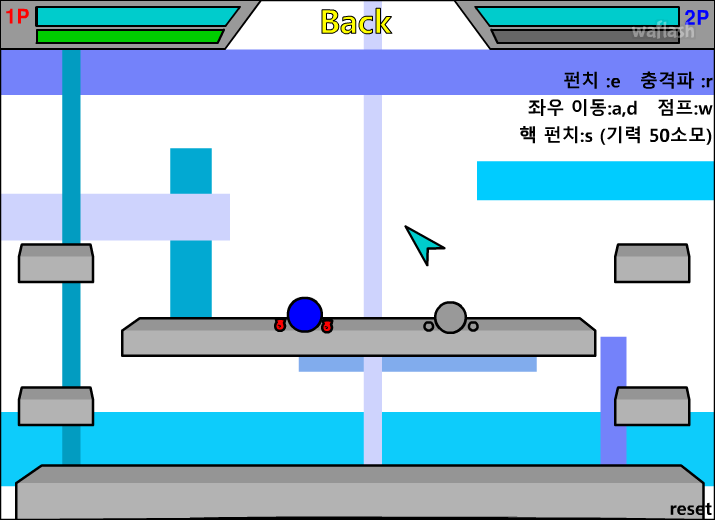 1P
Back
2P
waflash
펀치 :e 충격파 :r
좌우 이동:a,d 점프:w
핵 펀치:s (기력 50소모)
reset